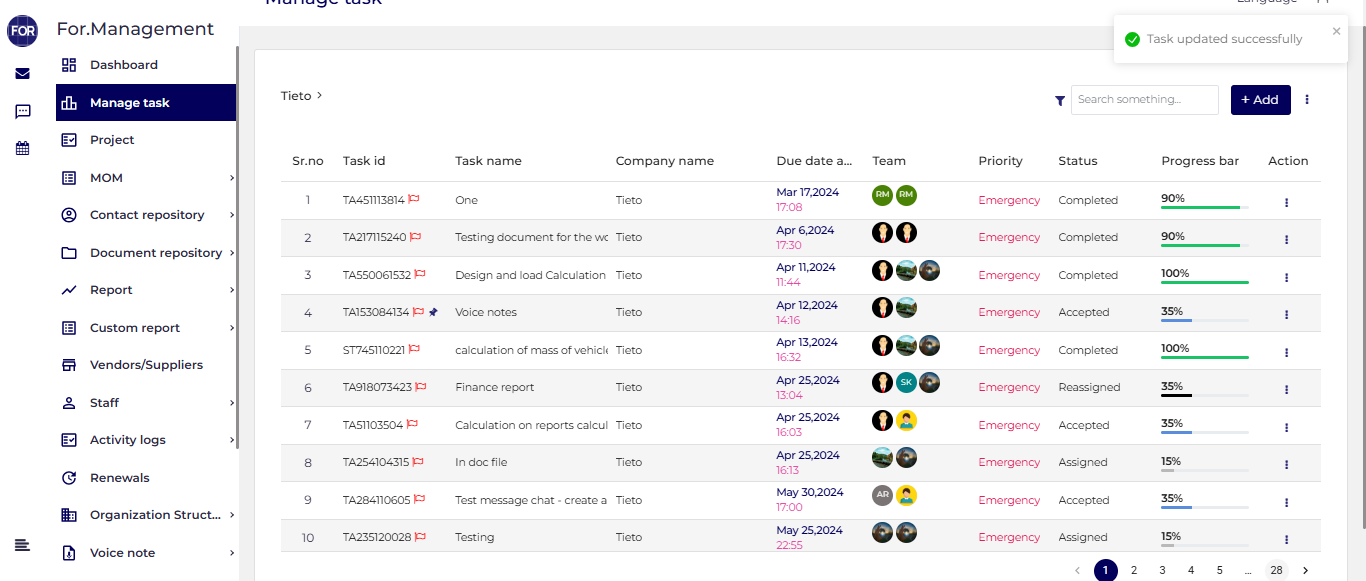 Manage task
Language
FOR
For.Management
Task updated successfully
Dashboard
Manage task
Project
MOM
Contact repository
Document repository
Report
Custom report
Vendors/Suppliers
Staff
Activity logs
Renewals
Organization Struct...
Voice note
Tieto >
Search something...
+ Add
Sr.no Task id Task name Company name Due date a... Team Priority Status Progress bar Action
1 TA451113814 One Tieto Mar 17,2024 17:08 RM RM Emergency Completed 90%
2 TA217115240 Testing document for the wo Tieto Apr 6,2024 17:30 Emergency Completed 90%
3 TA550061532 Design and load Calculation Tieto Apr 11,2024 11:44 Emergency Completed 100%
4 TA153084134 Voice notes Tieto Apr 12,2024 14:16 Emergency Accepted 35%
5 ST745110221 calculation of mass of vehicle Tieto Apr 13,2024 16:32 Emergency Completed 100%
6 TA918073423 Finance report Tieto Apr 25,2024 13:04 SK Emergency Reassigned 35%
7 TA51103504 Calculation on reports calcul Tieto Apr 25,2024 16:03 Emergency Accepted 35%
8 TA254104315 In doc file Tieto Apr 25,2024 16:13 Emergency Assigned 15%
9 TA284110605 Test message chat - create a Tieto May 30,2024 17:00 AR Emergency Accepted 35%
10 TA235120028 Testing Tieto May 25,2024 22:55 Emergency Assigned 15%
< 1 2 3 4 5 ... 28 >